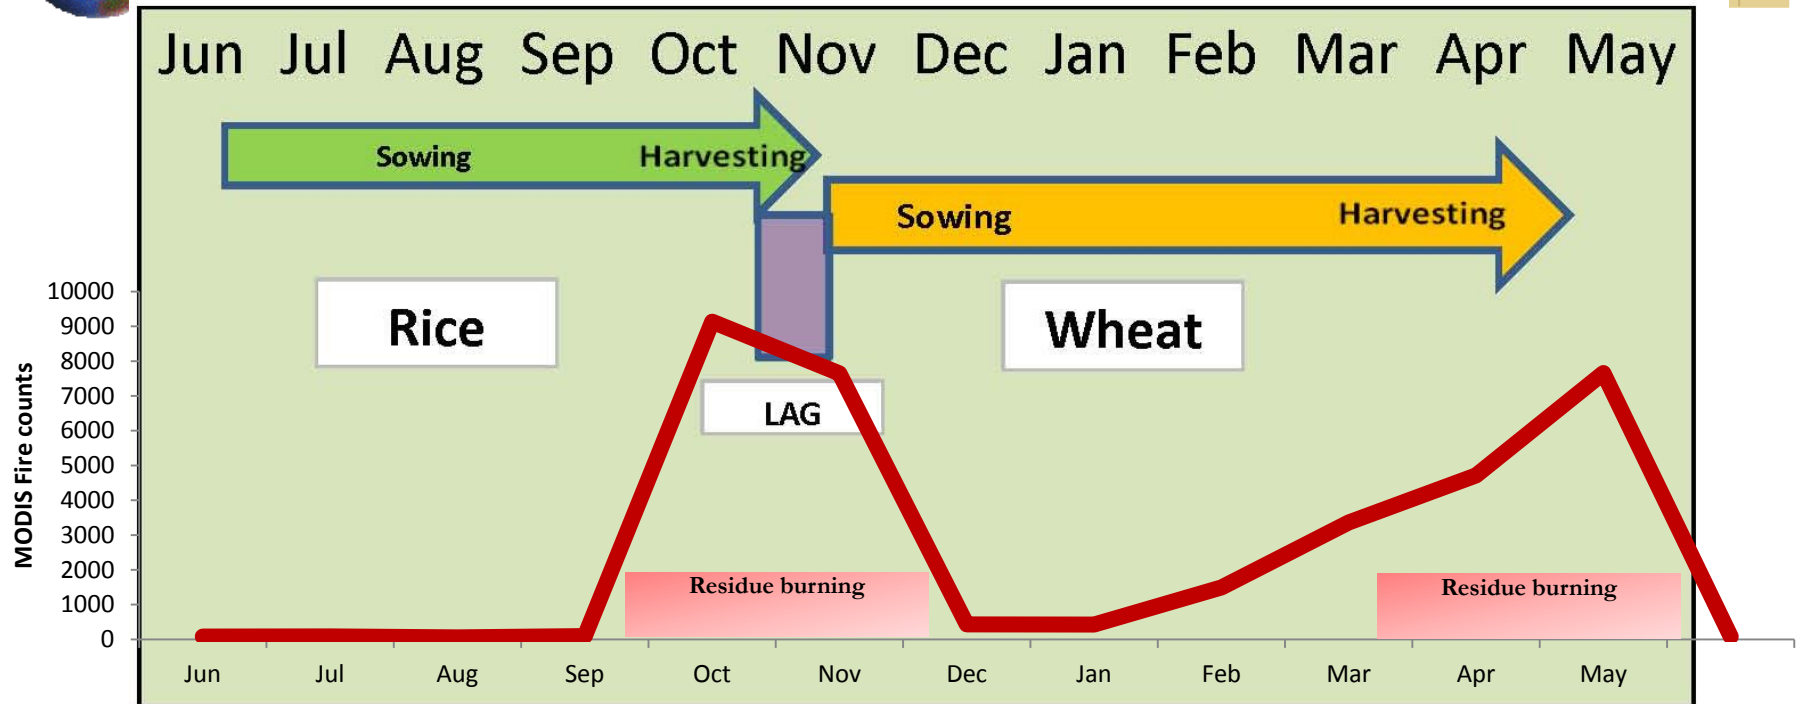 Jun Jul Aug Sep Oct Nov Dec Jan Feb Mar Apr May
Sowing Harvesting
Sowing Harvesting
Rice
Wheat
LAG
MODIS Fire counts
10000
9000
8000
7000
6000
5000
4000
3000
2000
1000
0
Residue burning
Residue burning
Jun Jul Aug Sep Oct Nov Dec Jan Feb Mar Apr May